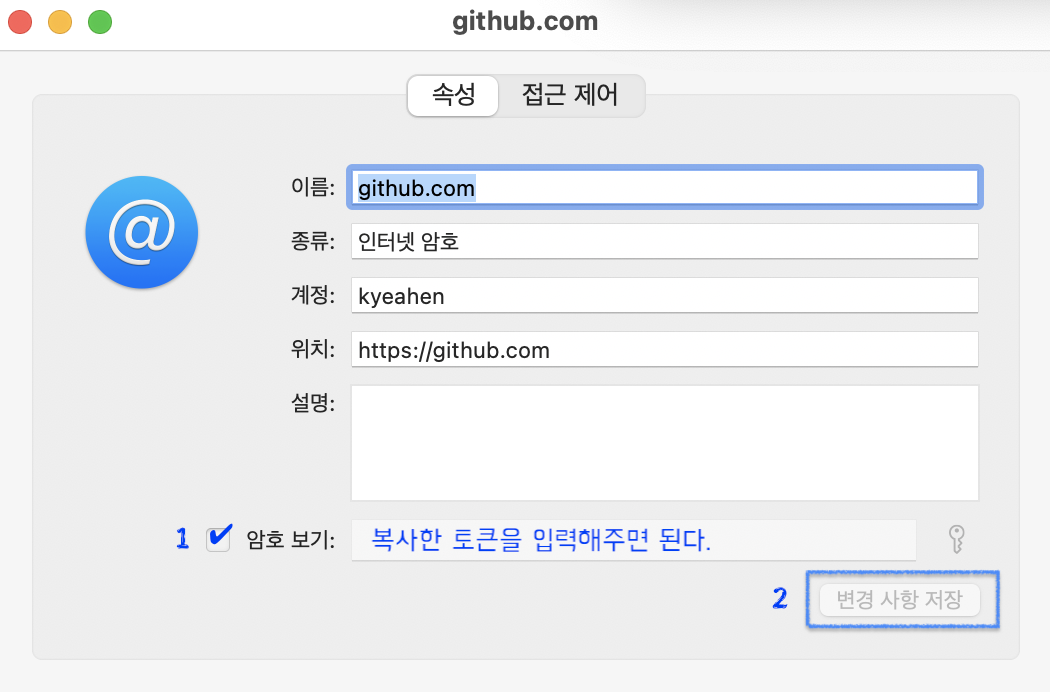 github.com
속성 접근 제어
@
이름: github.com
종류: 인터넷 암호
계정: kyeahen
위치: https://github.com
설명:
1 ✔ 암호 보기: 복사한 토큰을 입력해주면 된다.
2 변경 사항 저장